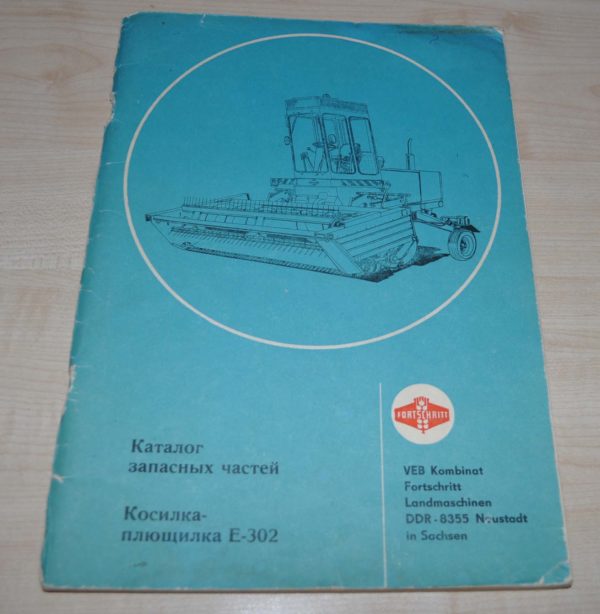 Каталог
запасных частей
Косилка-
плющилка Е-302
FORTSCHRITT
VEB Kombinat
Fortschritt
Landmaschinen
DDR-8355 Neustadt
in Sachsen